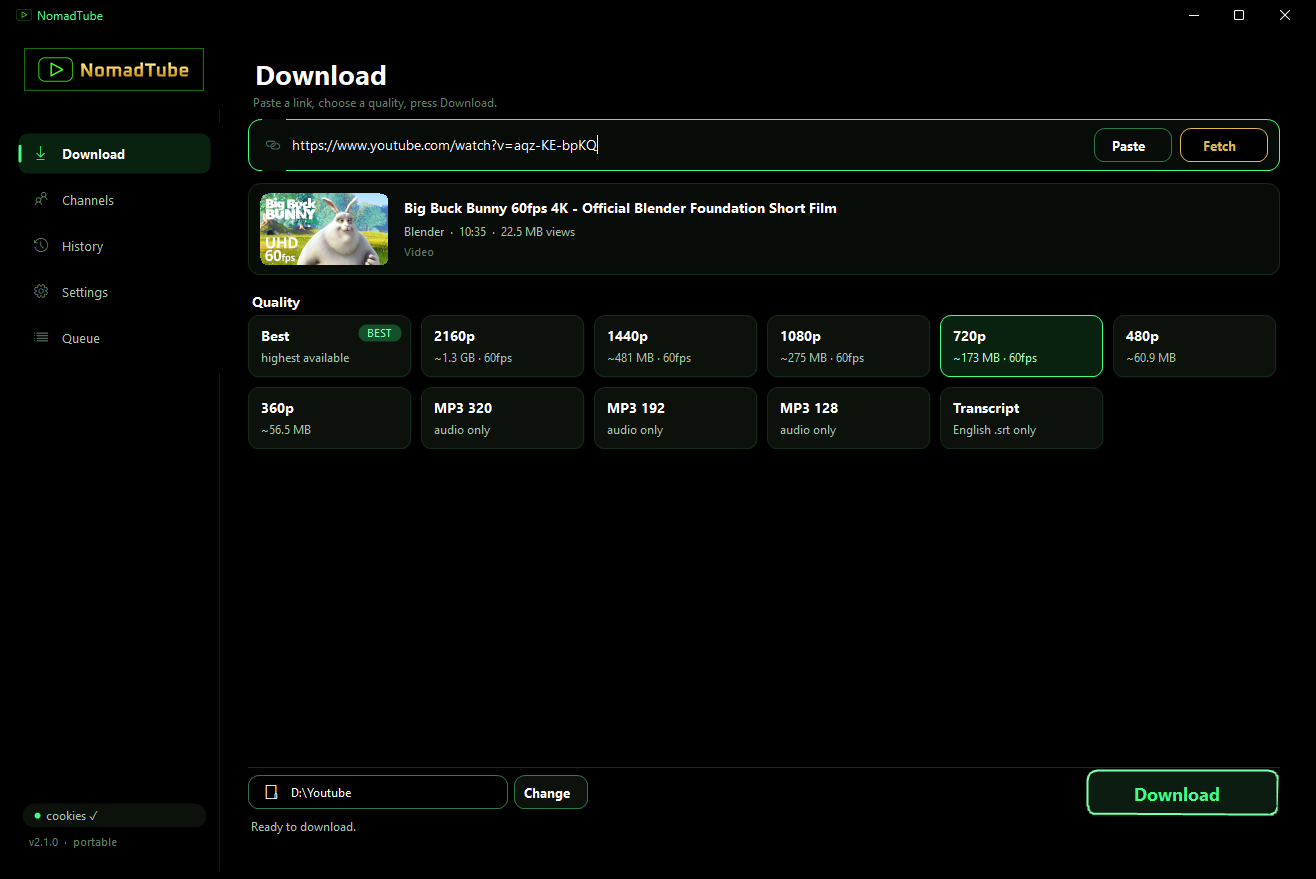 NomadTube
NomadTube
Download
Channels
History
Settings
Queue
cookies ✓
v2.1.0 · portable
Download
Paste a link, choose a quality, press Download.
https://www.youtube.com/watch?v=aqz-KE-bpKQ
Paste
Fetch
Big Buck
BUNNY
UHD
60fps
Big Buck Bunny 60fps 4K - Official Blender Foundation Short Film
Blender · 10:35 · 22.5 MB views
Video
Quality
Best BEST
highest available
2160p
~1.3 GB · 60fps
1440p
~481 MB · 60fps
1080p
~275 MB · 60fps
720p
~173 MB · 60fps
480p
~60.9 MB
360p
~56.5 MB
MP3 320
audio only
MP3 192
audio only
MP3 128
audio only
Transcript
English .srt only
D:\Youtube
Change
Download
Ready to download.